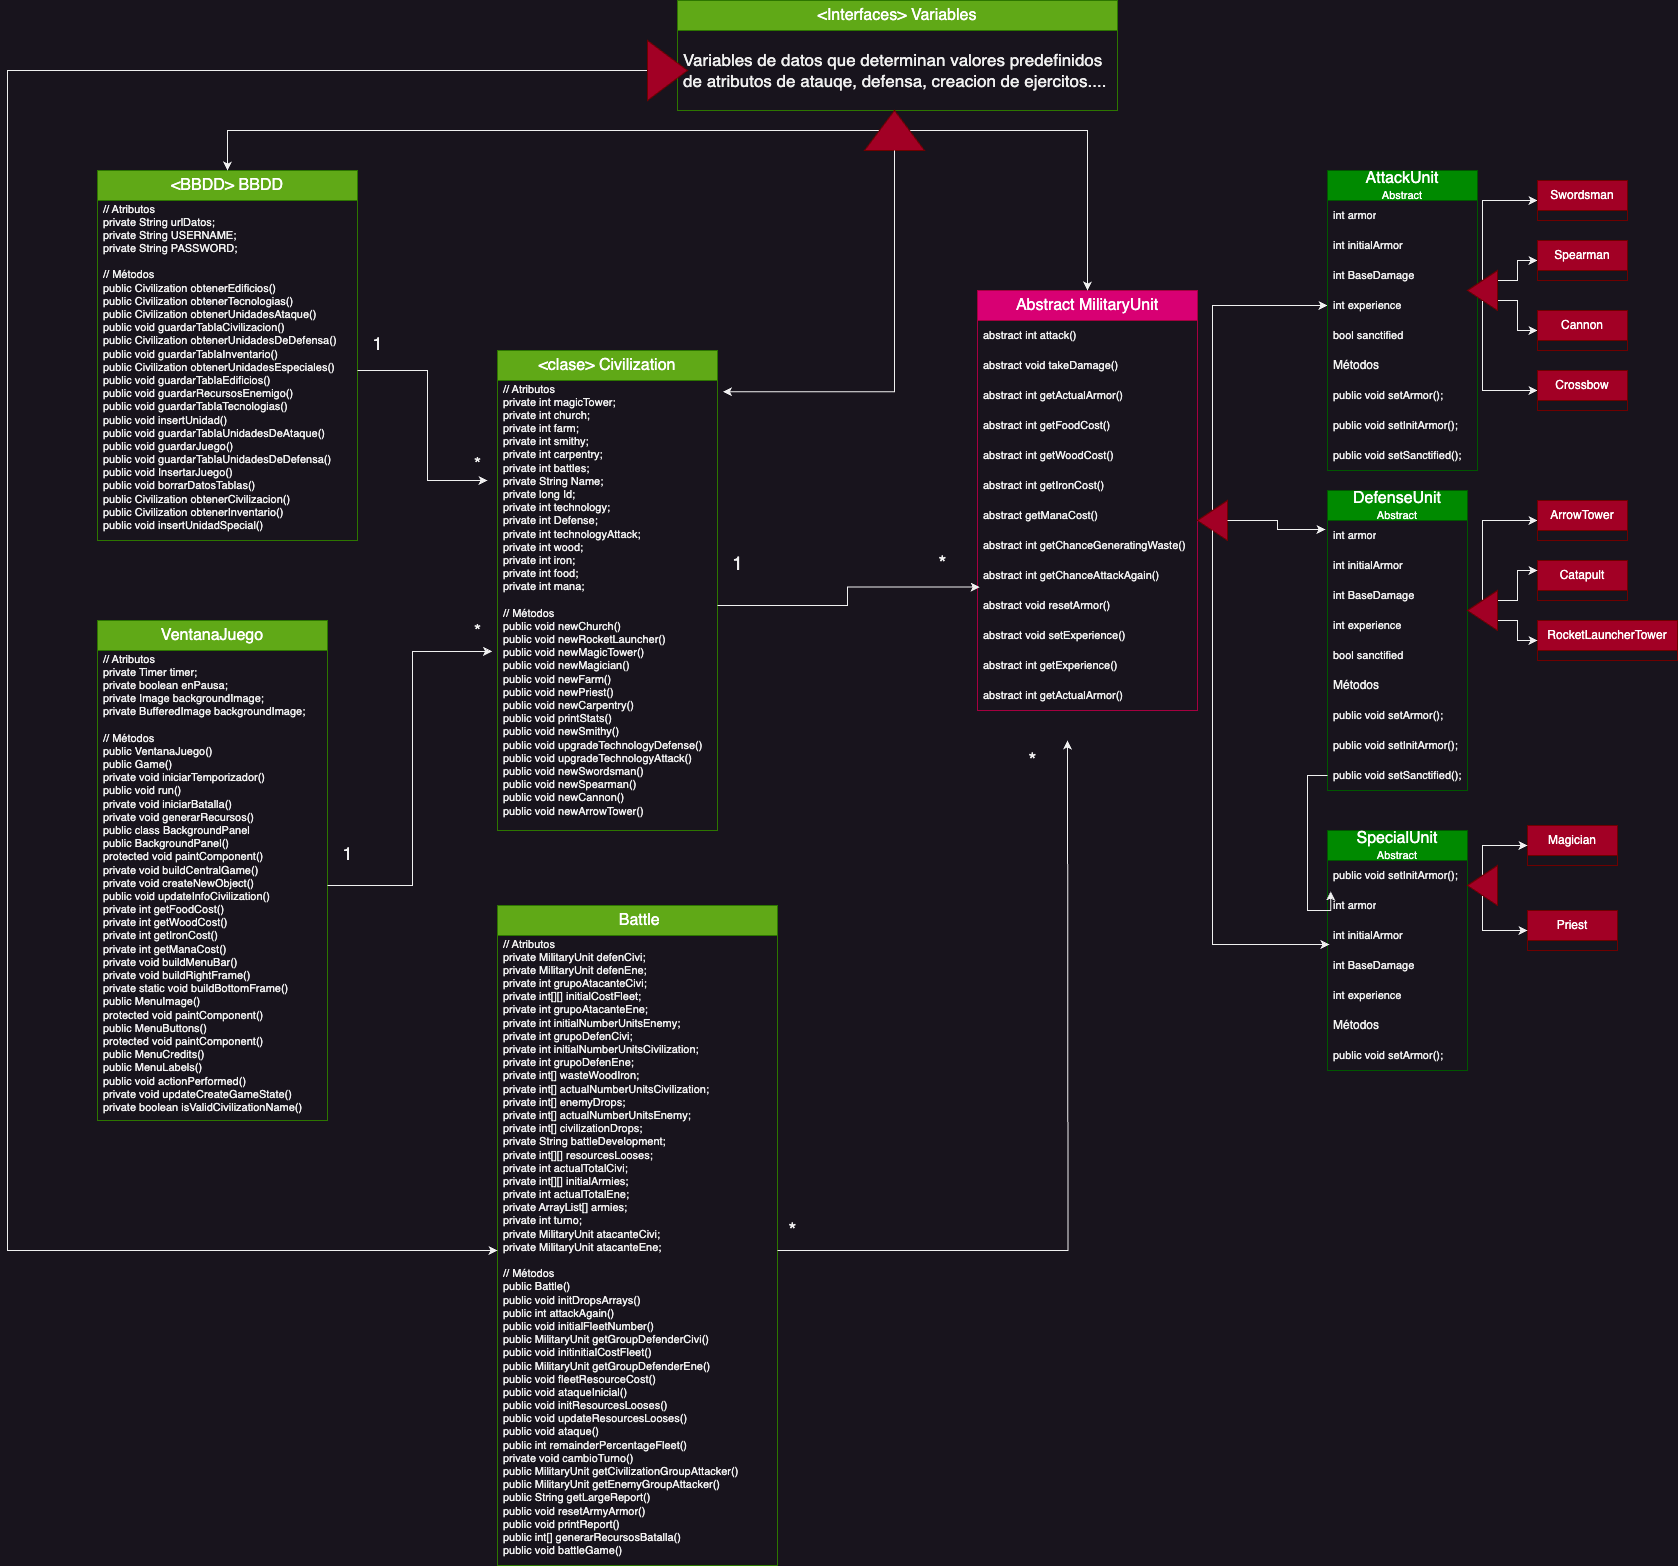 <Interfaces> Variables
Variables de datos que determinan valores predefinidos
de atributos de atauqe, defensa, creacion de ejercitos....
<BBDD> BBDD
// Atributos
private String urlDatos;
private String USERNAME;
private String PASSWORD;
// Métodos
public Civilization obtenerEdificios()
public Civilization obtenerTecnologias()
public Civilization obtenerUnidadesAtaque()
public void guardarTablaCivilizacion()
public Civilization obtenerUnidadesDeDefensa()
public void guardarTablaInventario()
public Civilization obtenerUnidadesEspeciales()
public void guardarTablaEdificios()
public void guardarRecursosEnemigo()
public void guardarTablaTecnologias()
public void insertUnidad()
public void guardarTablaUnidadesDeAtaque()
public void guardarJuego()
public void guardarTablaUnidadesDeDefensa()
public void InsertarJuego()
public void borrarDatosTablas()
public Civilization obtenerCivilizacion()
public Civilization obtenerInventario()
public void insertUnidadSpecial()
1
*
VentanaJuego
// Atributos
private Timer timer;
private boolean enPausa;
private Image backgroundImage;
private BufferedImage backgroundImage;
// Métodos
public VentanaJuego()
public Game()
private void iniciarTemporizador()
public void run()
private void iniciarBatalla()
private void generarRecursos()
public class BackgroundPanel
public BackgroundPanel()
protected void paintComponent()
private void buildCentralGame()
private void createNewObject()
public void updateInfoCivilization()
private int getFoodCost()
private int getWoodCost()
private int getIronCost()
private int getManaCost()
private void buildMenuBar()
private void buildRightFrame()
private static void buildBottomFrame()
public MenuImage()
protected void paintComponent()
public MenuButtons()
protected void paintComponent()
public MenuCredits()
public MenuLabels()
public void actionPerformed()
private void updateCreateGameState()
private boolean isValidCivilizationName()
1
*
<clase> Civilization
// Atributos
private int magicTower;
private int church;
private int farm;
private int smithy;
private int carpentry;
private int battles;
private String Name;
private long Id;
private int technology;
private int Defense;
private int technologyAttack;
private int wood;
private int iron;
private int food;
private int mana;
// Métodos
public void newChurch()
public void newRocketLauncher()
public void newMagicTower()
public void newMagician()
public void newFarm()
public void newPriest()
public void newCarpentry()
public void printStats()
public void newSmithy()
public void upgradeTechnologyDefense()
public void upgradeTechnologyAttack()
public void newSwordsman()
public void newSpearman()
public void newCannon()
public void newArrowTower()
1
*
Battle
// Atributos
private MilitaryUnit defenCivi;
private MilitaryUnit defenEne;
private int grupoAtacanteCivi;
private int[][] initialCostFleet;
private int grupoAtacanteEne;
private int initialNumberUnitsEnemy;
private int grupoDefenCivi;
private int initialNumberUnitsCivilization;
private int grupoDefenEne;
private int[] wasteWoodIron;
private int[] actualNumberUnitsCivilization;
private int[] enemyDrops;
private int[] actualNumberUnitsEnemy;
private int[] civilizationDrops;
private String battleDevelopment;
private int[][] resourcesLooses;
private int actualTotalCivi;
private int[][] initialArmies;
private int actualTotalEne;
private ArrayList[] armies;
private int turno;
private MilitaryUnit atacanteCivi;
private MilitaryUnit atacanteEne;
// Métodos
public Battle()
public void initDropsArrays()
public int attackAgain()
public void initialFleetNumber()
public MilitaryUnit getGroupDefenderCivi()
public void initinitialCostFleet()
public MilitaryUnit getGroupDefenderEne()
public void fleetResourceCost()
public void ataqueInicial()
public void initResourcesLooses()
public void updateResourcesLooses()
public void ataque()
public int remainderPercentageFleet()
private void cambioTurno()
public MilitaryUnit getCivilizationGroupAttacker()
public MilitaryUnit getEnemyGroupAttacker()
public String getLargeReport()
public void resetArmyArmor()
public void printReport()
public int[] generarRecursosBatalla()
public void battleGame()
*
*
Abstract MilitaryUnit
abstract int attack()
abstract void takeDamage()
abstract int getActualArmor()
abstract int getFoodCost()
abstract int getWoodCost()
abstract int getIronCost()
abstract getManaCost()
abstract int getChanceGeneratingWaste()
abstract int getChanceAttackAgain()
abstract void resetArmor()
abstract void setExperience()
abstract int getExperience()
abstract int getActualArmor()
AttackUnit
Abstract
int armor
int initialArmor
int BaseDamage
int experience
bool sanctified
Métodos
public void setArmor();
public void setInitArmor();
public void setSanctified();
Swordsman
Spearman
Cannon
Crossbow
DefenseUnit
Abstract
int armor
int initialArmor
int BaseDamage
int experience
bool sanctified
Métodos
public void setArmor();
public void setInitArmor();
public void setSanctified();
ArrowTower
Catapult
RocketLauncherTower
SpecialUnit
Abstract
public void setInitArmor();
int armor
int initialArmor
int BaseDamage
int experience
Métodos
public void setArmor();
Magician
Priest